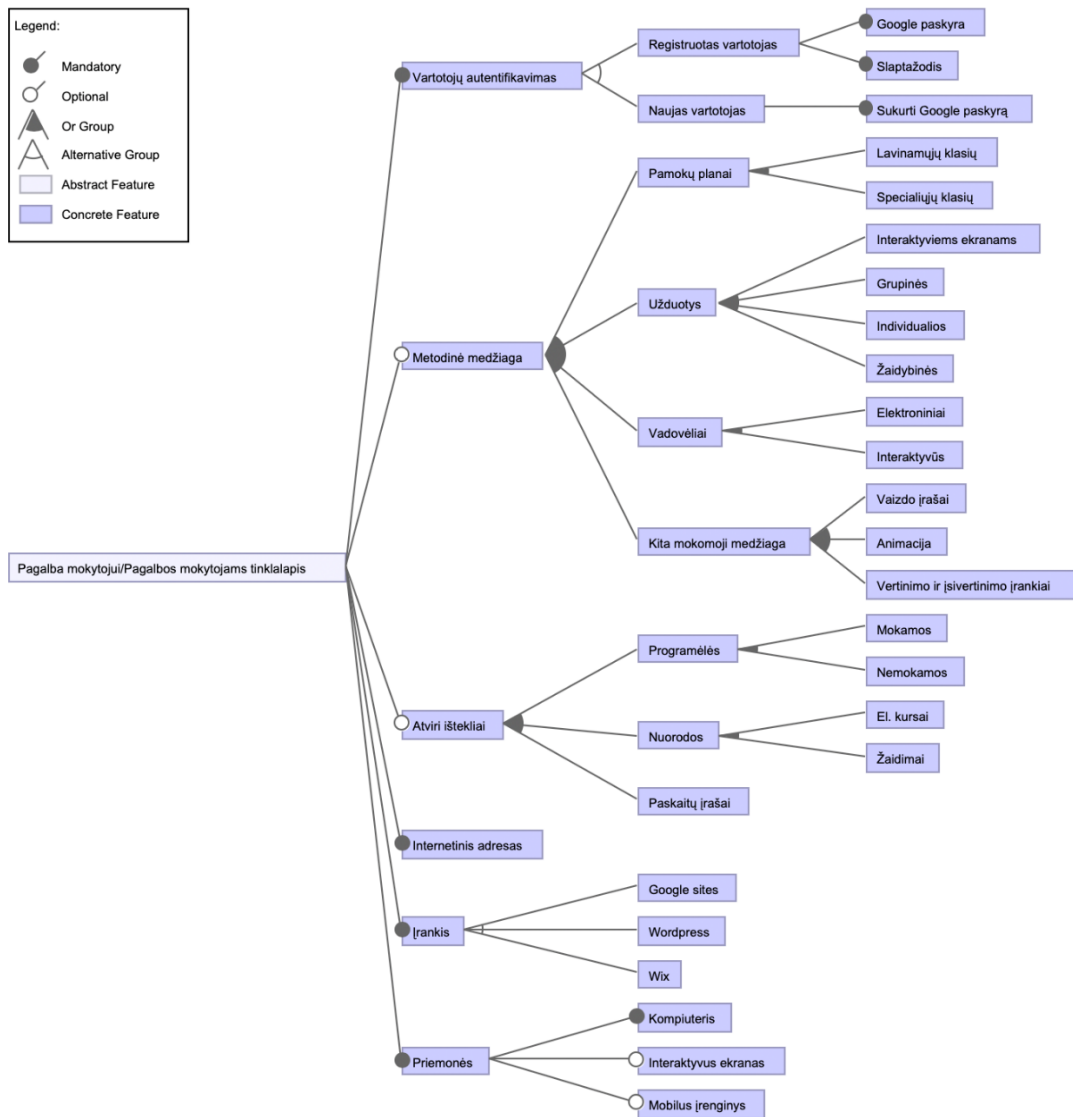 Legend:
Mandatory
Optional
Or Group
Alternative Group
Abstract Feature
Concrete Feature
Pagalba mokytojui/Pagalbos mokytojams tinklalapis
Vartotojų autentifikavimas
Registruotas vartotojas
Google paskyra
Slaptažodis
Naujas vartotojas
Sukurti Google paskyrą
Metodinė medžiaga
Pamokų planai
Lavinamųjų klasių
Specialiųjų klasių
Užduotys
Interaktyviems ekranams
Grupinės
Individualios
Žaidybinės
Vadovėliai
Elektroniniai
Interaktyvūs
Kita mokomoji medžiaga
Vaizdo įrašai
Animacija
Vertinimo ir įsivertinimo įrankiai
Atviri ištekliai
Programėlės
Mokamos
Nemokamos
Nuorodos
El. kursai
Žaidimai
Paskaitų įrašai
Internetinis adresas
Įrankis
Google sites
Wordpress
Wix
Priemonės
Kompiuteris
Interaktyvus ekranas
Mobilus įrenginys